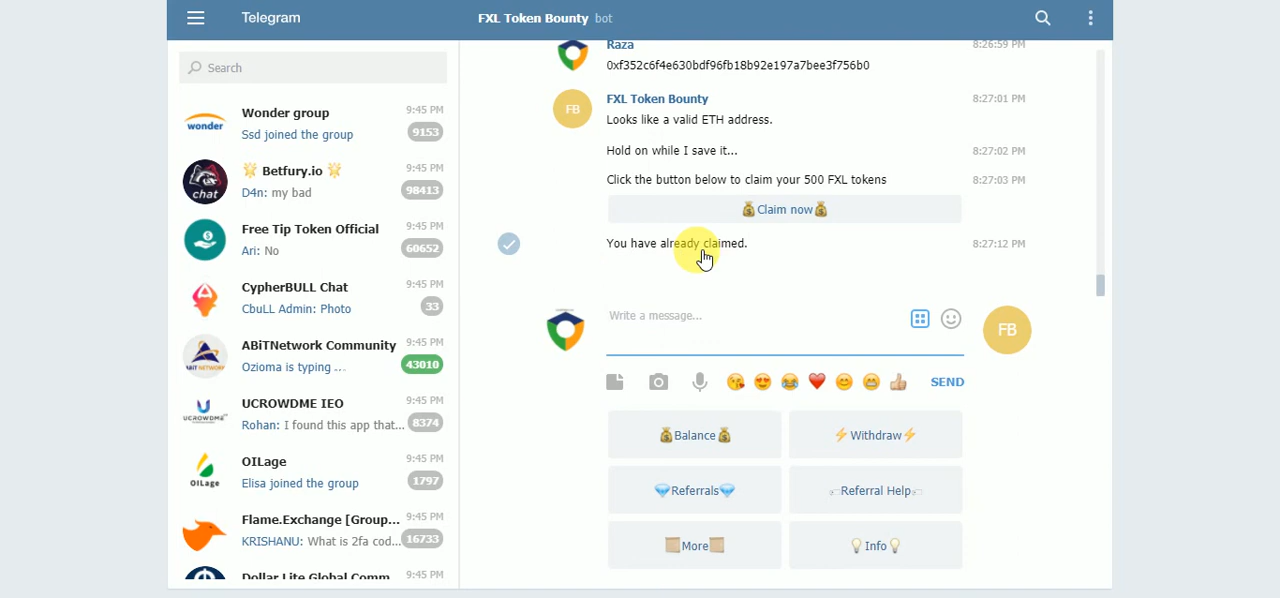 Telegram
FXL Token Bounty bot
Search
Wonder group 9:45 PM
Ssd joined the group 9153
🌟 Betfury.io 🌟 9:45 PM
D4n: my bad 98413
chat
Free Tip Token Official 9:45 PM
Ari: No 60652
CypherBULL Chat 9:45 PM
CbuLL Admin: Photo 33
ABiTNetwork Community 9:45 PM
Ozioma is typing ... 43010
UCROWDME IEO 9:45 PM
Rohan: I found this app that... 8374
OILage 9:45 PM
Elisa joined the group 1797
Flame.Exchange [Group... 9:45 PM
KRISHANU: What is 2fa cod... 16733
Dollar Lite Global Comm 9:45 PM
wonder
ABIT NETWORK
UCROWDME
OILage
Raza 8:26:59 PM
0xf352c6f4e630bdf96fb18b92e197a7bee3f756b0
FB
FXL Token Bounty 8:27:01 PM
Looks like a valid ETH address.
Hold on while I save it... 8:27:02 PM
Click the button below to claim your 500 FXL tokens 8:27:03 PM
💰Claim now💰
You have already claimed. 8:27:12 PM
Write a message...
FB
SEND
💰Balance💰
⚡Withdraw⚡
💎Referrals💎
Referral Help
More
💡Info💡